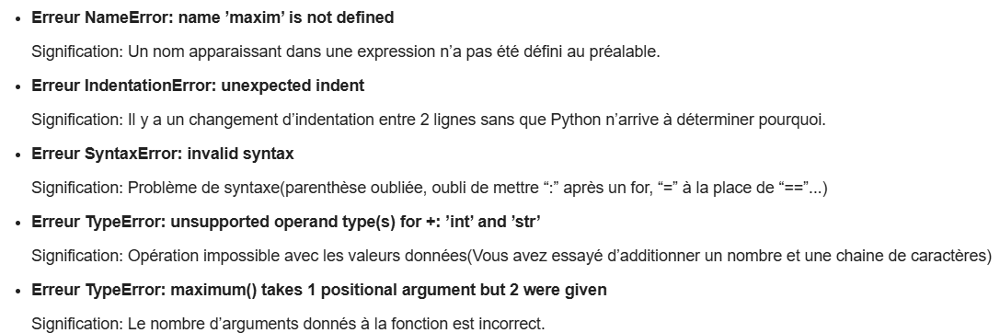 • Erreur NameError: name ’maxim’ is not defined
Signification: Un nom apparaissant dans une expression n’a pas été défini au préalable.
• Erreur IndentationError: unexpected indent
Signification: Il y a un changement d’indentation entre 2 lignes sans que Python n’arrive à déterminer pourquoi.
• Erreur SyntaxError: invalid syntax
Signification: Problème de syntaxe(parenthèse oubliée, oubli de mettre “:” après un for, “=” à la place de “==”...)
• Erreur TypeError: unsupported operand type(s) for +: ’int’ and ’str’
Signification: Opération impossible avec les valeurs données(Vous avez essayé d’additionner un nombre et une chaine de caractères)
• Erreur TypeError: maximum() takes 1 positional argument but 2 were given
Signification: Le nombre d’arguments donnés à la fonction est incorrect.